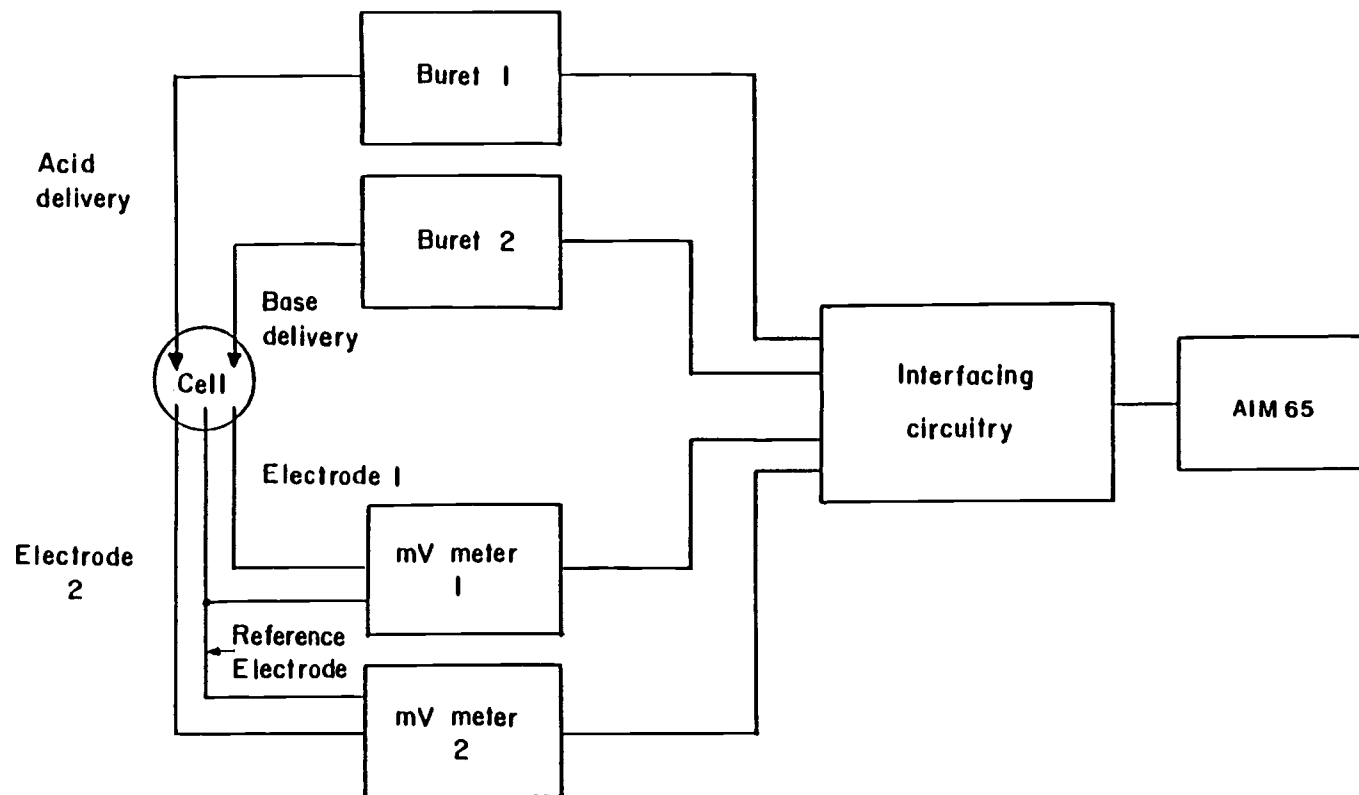 Buret 1
Acid
delivery
Buret 2
Base
delivery
Cell
Interfacing
circuitry
AIM 65
Electrode 1
Electrode
2
mV meter
1
Reference
Electrode
mV meter
2